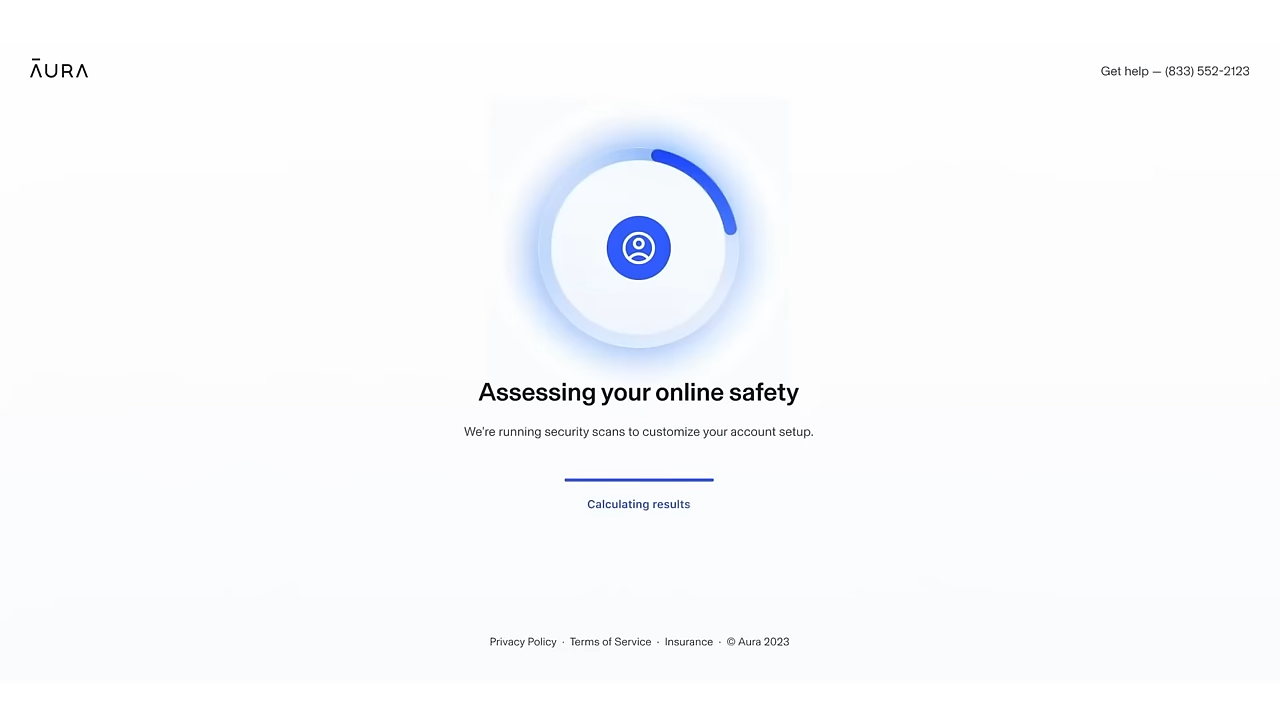 ĀURA
Get help — (833) 552-2123
Assessing your online safety
We're running security scans to customize your account setup.
Calculating results
Privacy Policy · Terms of Service · Insurance · © Aura 2023